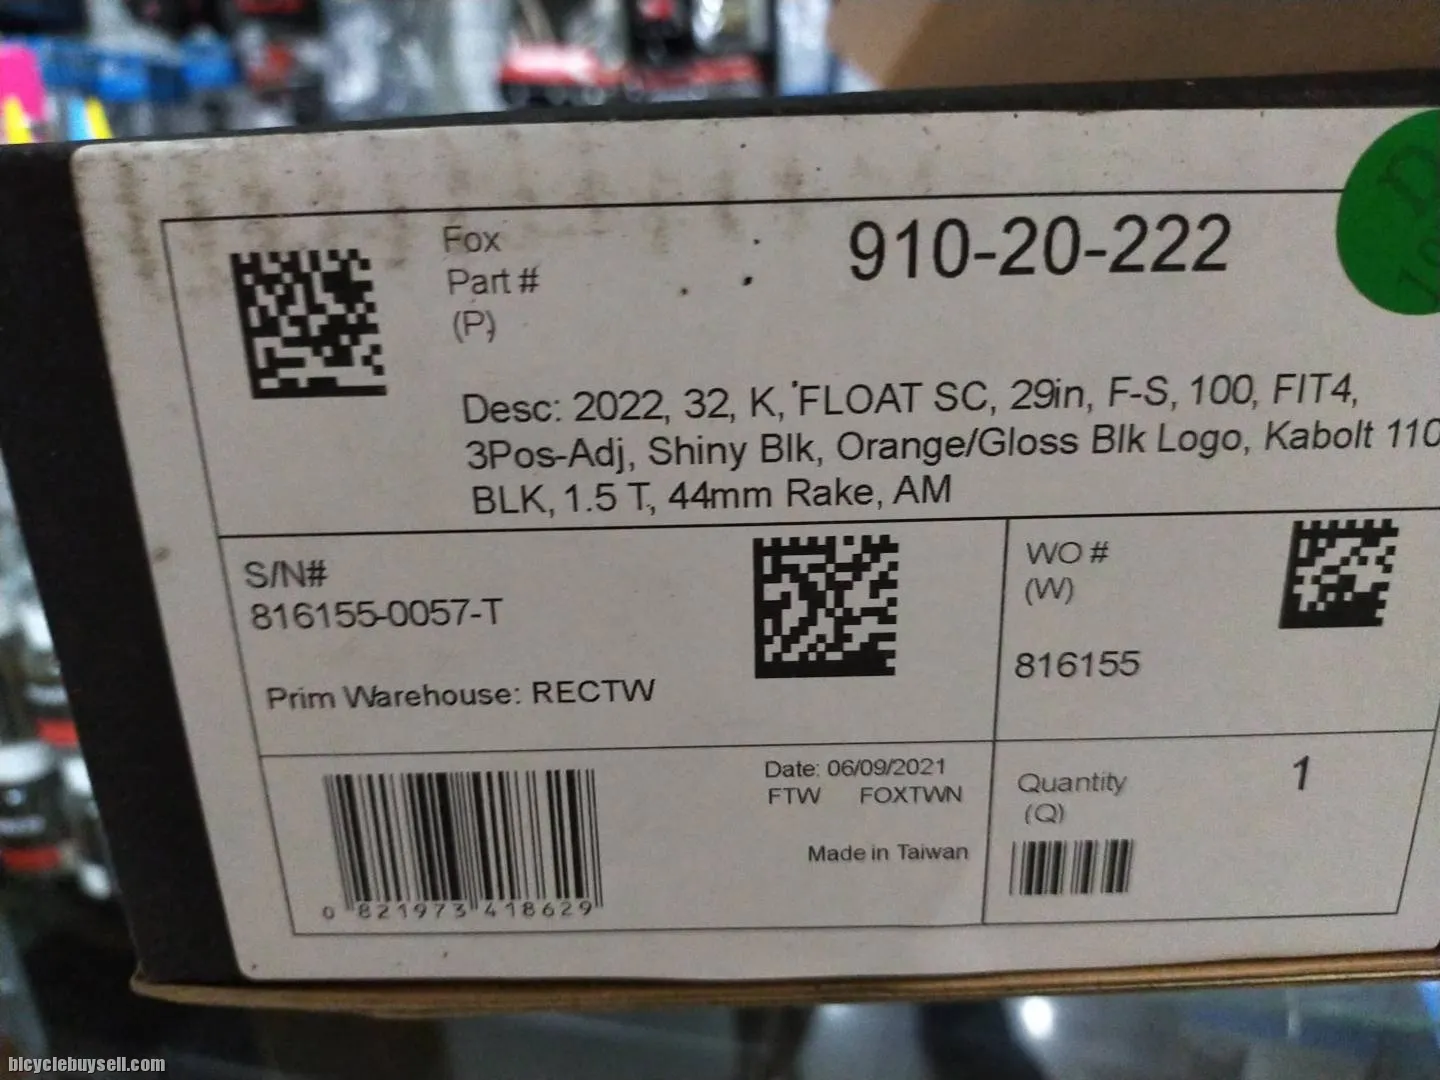 Fox
Part #
(P)
910-20-222
Desc: 2022, 32, K, FLOAT SC, 29in, F-S, 100, FIT4,
3Pos-Adj, Shiny Blk, Orange/Gloss Blk Logo, Kabolt 110
BLK, 1.5 T, 44mm Rake, AM
S/N#
816155-0057-T
Prim Warehouse: RECTW
WO #
(W)
816155
0 821973 418629
Date: 06/09/2021
FTW FOXTWN
Made in Taiwan
Quantity
(Q)
1
bicyclebuysell.com